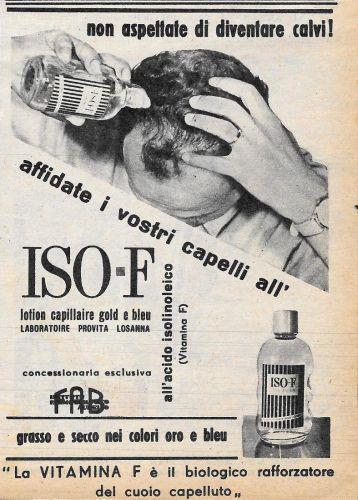 non aspettate di diventare calvi!
ISO-F
affidate i vostri capelli all'
ISO-F
lotion capillaire gold e bleu
LABORATOIRE PROVITA LOSANNA
all'acido isolinoleico
(Vitamina F)
concessionaria esclusiva
FAB
ISO-F
grasso e secco nei colori oro e bleu
"La VITAMINA F è il biologico rafforzatore
del cuoio capelluto„